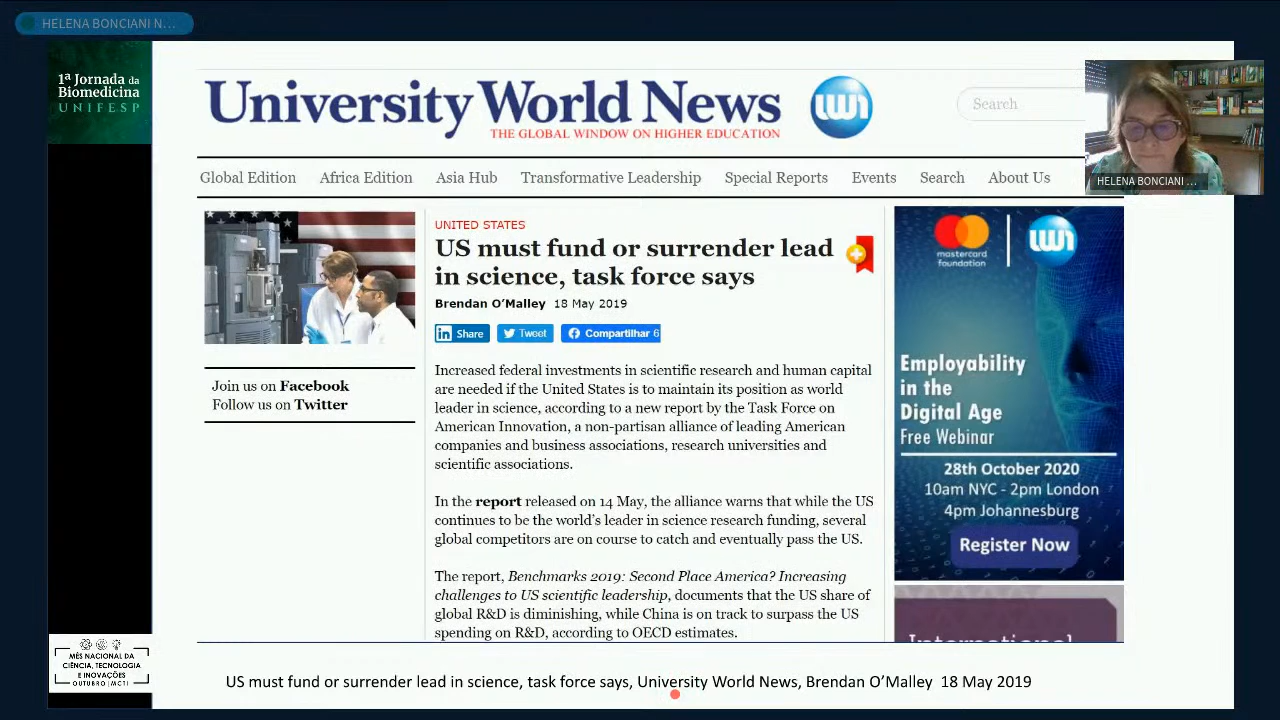 HELENA BONCIANI N...
1ª Jornada da
Biomedicina
UNIFESP
University World News
THE GLOBAL WINDOW ON HIGHER EDUCATION
Search
Global Edition Africa Edition Asia Hub Transformative Leadership Special Reports Events Search About Us
HELENA BONCIANI ...
Join us on Facebook
Follow us on Twitter
UNITED STATES
US must fund or surrender lead
in science, task force says
Brendan O'Malley 18 May 2019
Share Tweet Compartilhar 6
Increased federal investments in scientific research and human capital
are needed if the United States is to maintain its position as world
leader in science, according to a new report by the Task Force on
American Innovation, a non-partisan alliance of leading American
companies and business associations, research universities and
scientific associations.
In the report released on 14 May, the alliance warns that while the US
continues to be the world's leader in science research funding, several
global competitors are on course to catch and eventually pass the US.
The report, Benchmarks 2019: Second Place America? Increasing
challenges to US scientific leadership, documents that the US share of
global R&D is diminishing, while China is on track to surpass the US
spending on R&D, according to OECD estimates.
mastercard
foundation
Employability
in the
Digital Age
Free Webinar
28th October 2020
10am NYC - 2pm London
4pm Johannesburg
Register Now
International
MÊS NACIONAL DA
CIÊNCIA, TECNOLOGIA
E INOVAÇÕES
OUTUBRO | MCTI
US must fund or surrender lead in science, task force says, University World News, Brendan O'Malley 18 May 2019